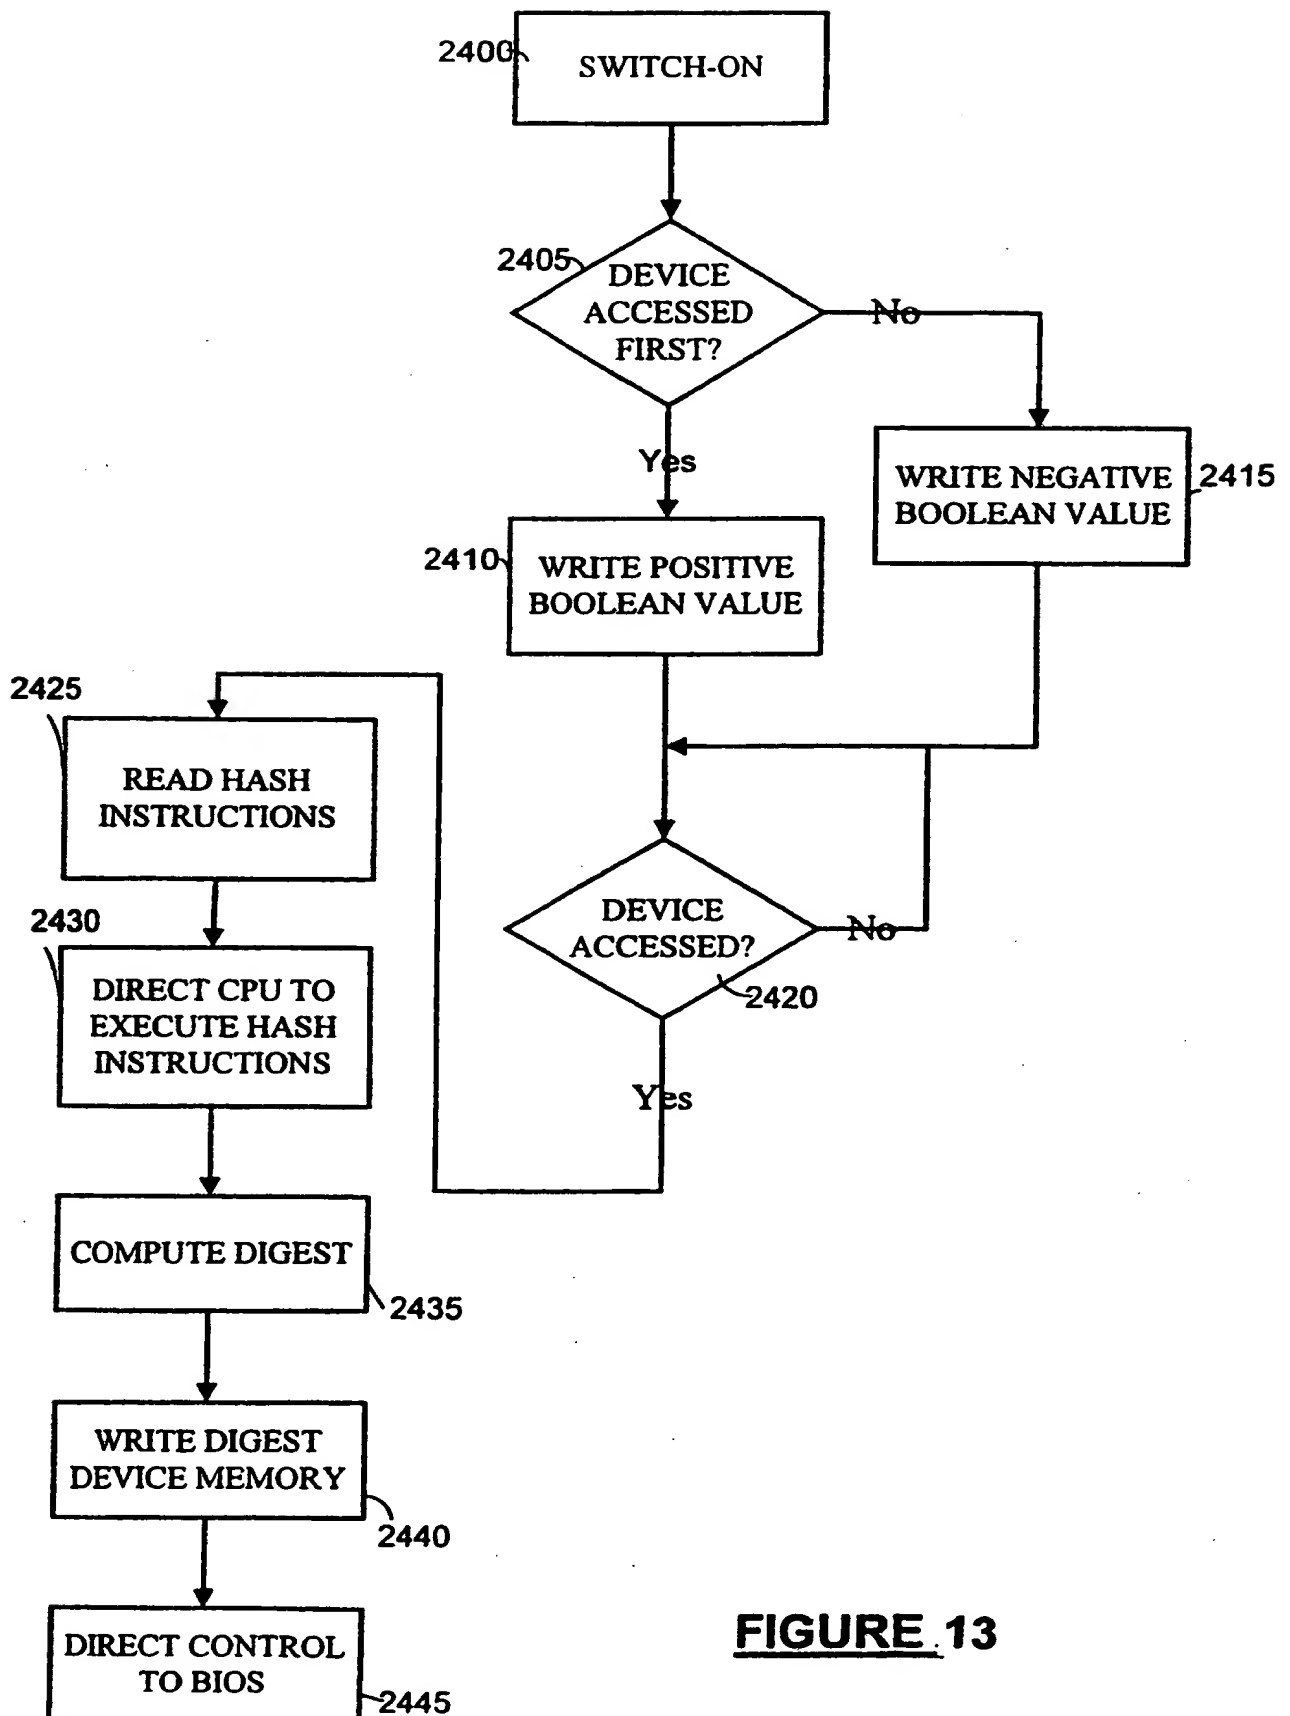 2400
SWITCH-ON
2405
DEVICE
ACCESSED
FIRST?
No
Yes
WRITE NEGATIVE
BOOLEAN VALUE
2415
2410
WRITE POSITIVE
BOOLEAN VALUE
2425
READ HASH
INSTRUCTIONS
DEVICE
ACCESSED?
No
2420
Yes
2430
DIRECT CPU TO
EXECUTE HASH
INSTRUCTIONS
COMPUTE DIGEST
2435
WRITE DIGEST
DEVICE MEMORY
2440
DIRECT CONTROL
TO BIOS
2445
FIGURE 13